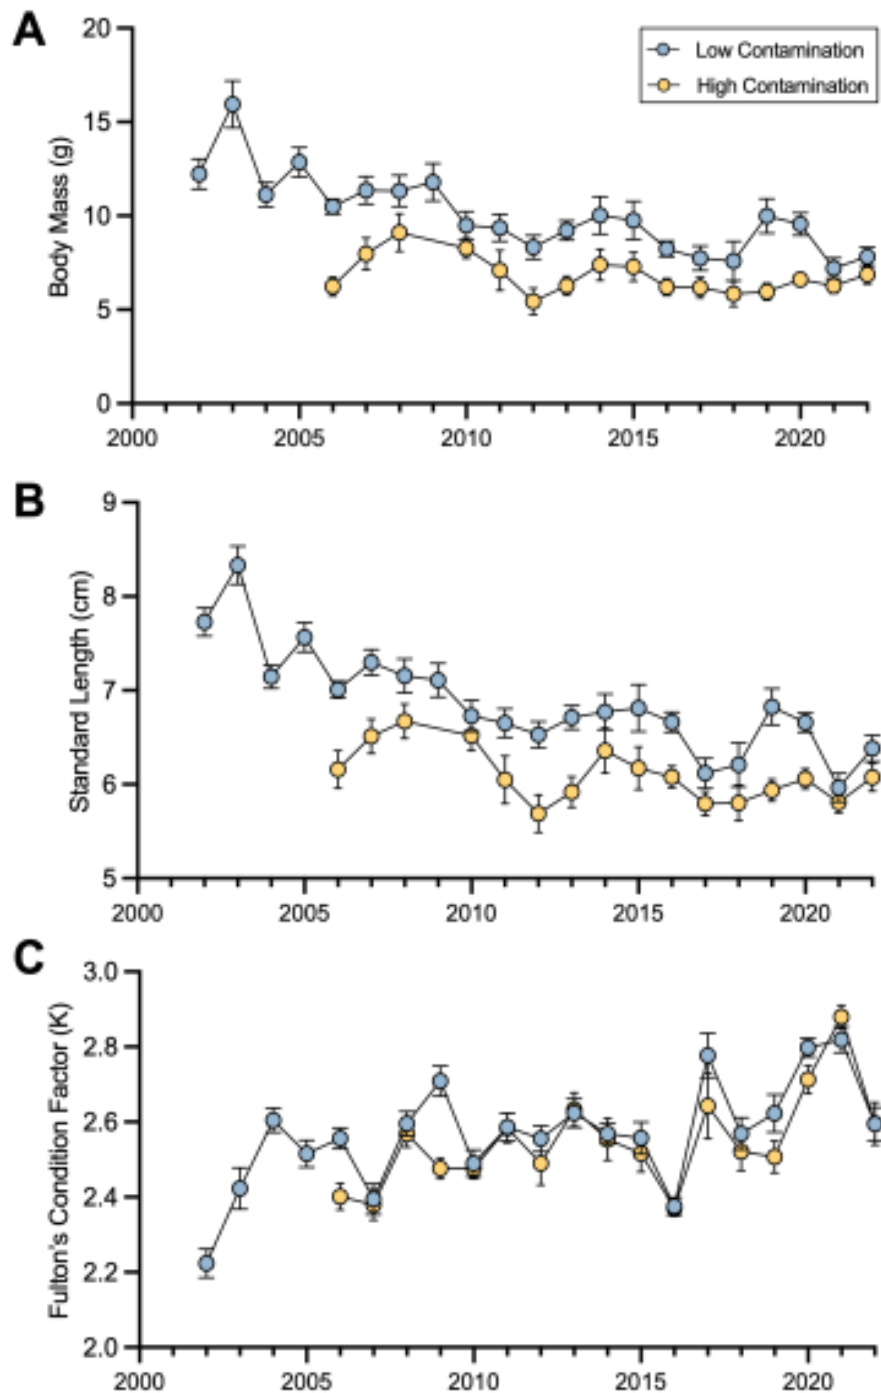 A
Body Mass (g)
20
15
10
5
0
2000 2005 2010 2015 2020
Low Contamination
High Contamination
B
Standard Length (cm)
9
8
7
6
5
2000 2005 2010 2015 2020
C
Fulton's Condition Factor (K)
3.0
2.8
2.6
2.4
2.2
2.0
2000 2005 2010 2015 2020